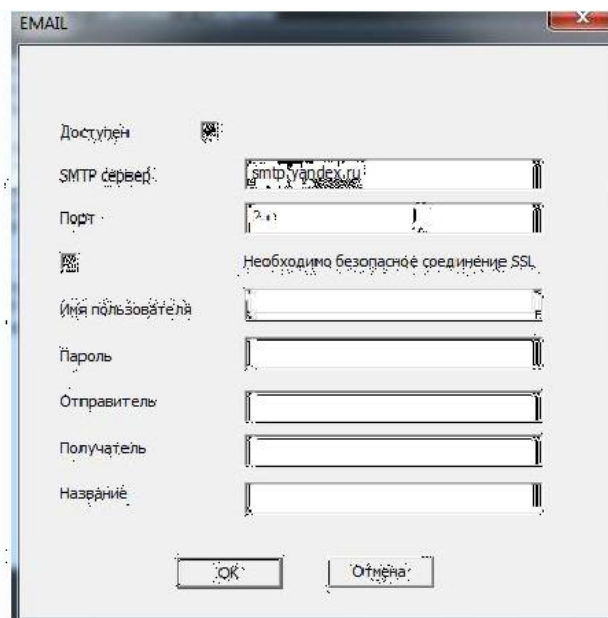 EMAIL
Доступен
SMTP сервер
smtp.yandex.ru
Порт
Необходимо безопасное соединение SSL
Имя пользователя
Пароль
Отправитель
Получатель
Название
OK
Отмена